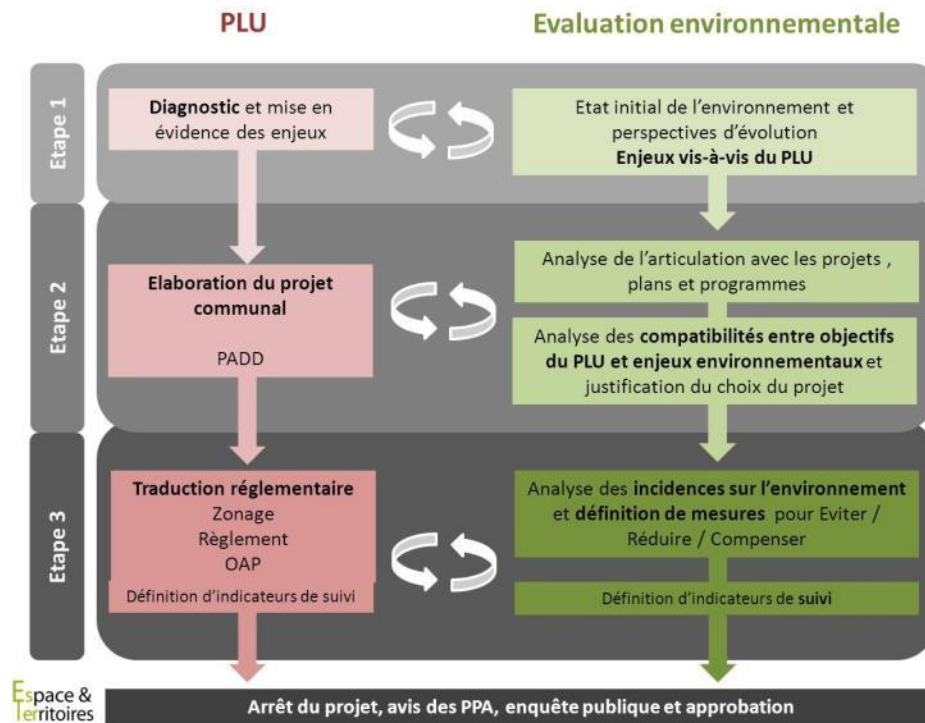 PLU
Evaluation environnementale
Etape 1
Diagnostic et mise en
évidence des enjeux
Etat initial de l'environnement et
perspectives d'évolution
Enjeux vis-à-vis du PLU
Etape 2
Elaboration du projet
communal
PADD
Analyse de l'articulation avec les projets ,
plans et programmes
Analyse des compatibilités entre objectifs
du PLU et enjeux environnementaux et
justification du choix du projet
Etape 3
Traduction réglementaire
Zonage
Règlement
OAP
Définition d'indicateurs de suivi
Analyse des incidences sur l'environnement
et définition de mesures pour Eviter /
Réduire / Compenser
Définition d'indicateurs de suivi
Espace &
Territoires
Arrêt du projet, avis des PPA, enquête publique et approbation